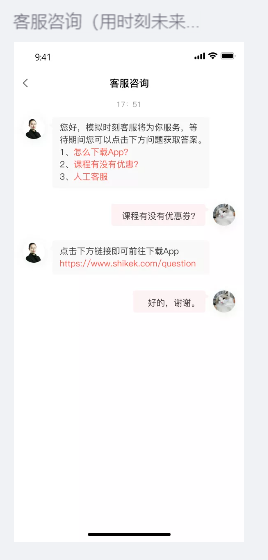 客服咨询（用时刻未来...
9:41
客服咨询
17：51
您好，模拟时刻客服将为你服务，等
待期间您可以点击下方问题获取答案。
1、怎么下载App?
2、课程有没有优惠?
3、人工客服
课程有没有优惠券?
点击下方链接即可前往下载App
https://www.shikek.com/question
好的，谢谢。